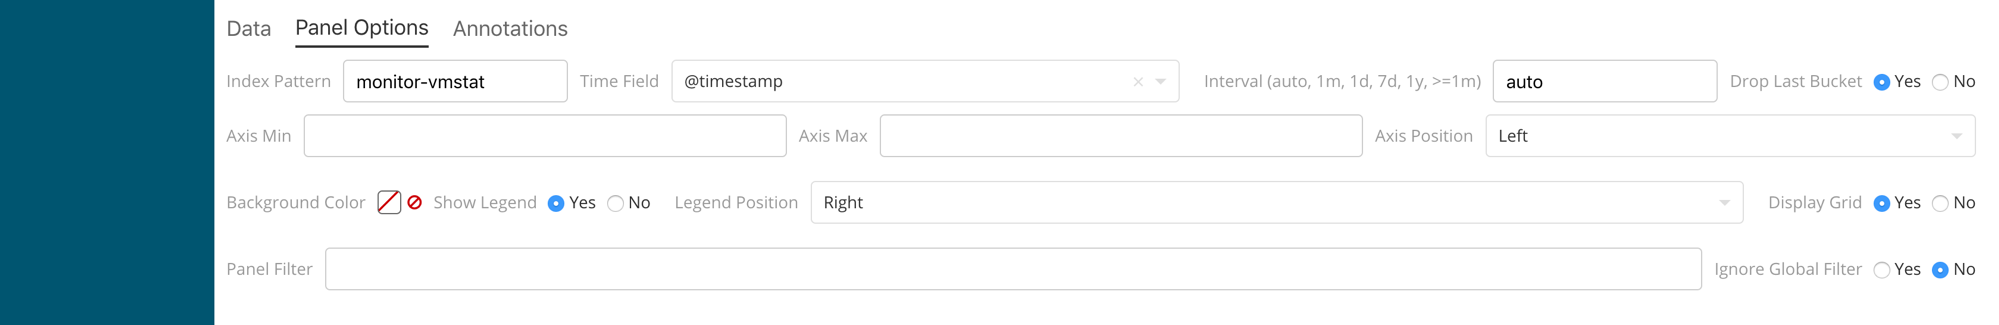 Data Panel Options Annotations
Index Pattern monitor-vmstat Time Field @timestamp × Interval (auto, 1m, 1d, 7d, 1y, >=1m) auto Drop Last Bucket Yes No
Axis Min Axis Max Axis Position Left
Background Color Show Legend Yes No Legend Position Right Display Grid Yes No
Panel Filter Ignore Global Filter Yes No